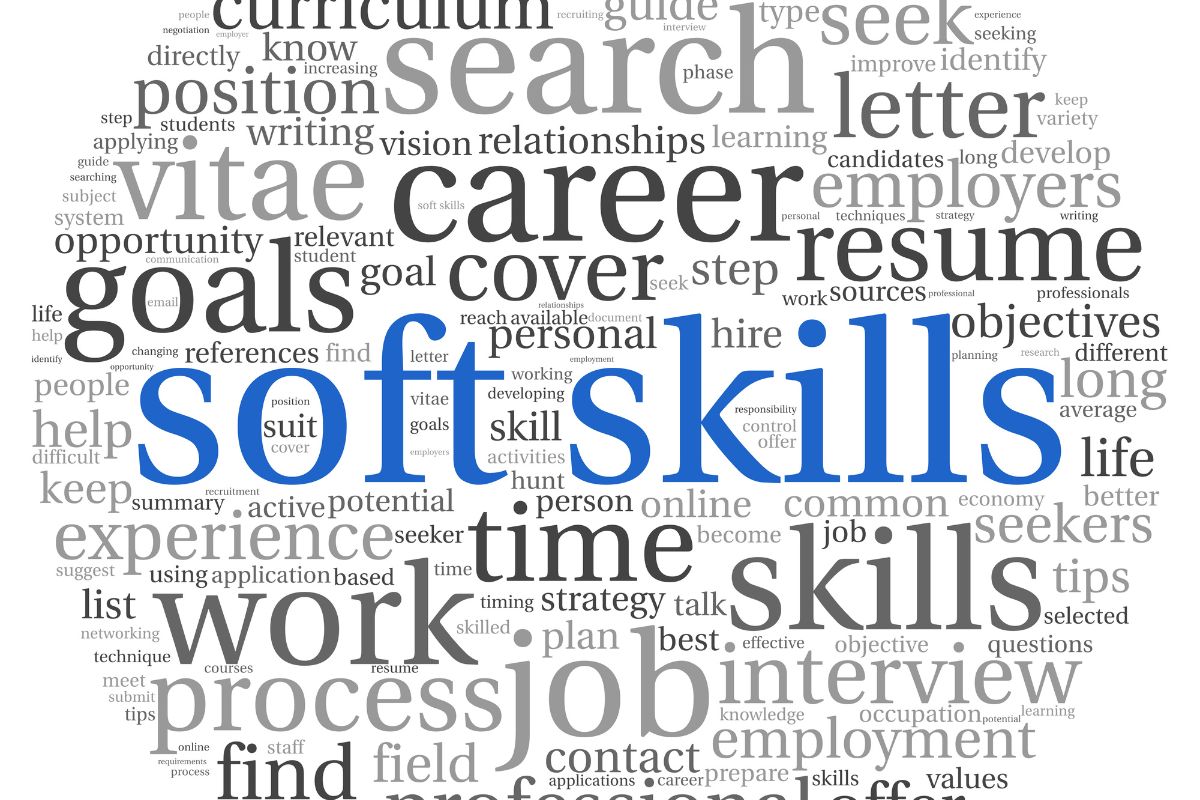 people curriculum recruiting guide type seek experience
negotiation employer interview seeking
directly know search phase improve identify
increasing
position letter keep
step students variety
applying writing vision relationships learning
guide vitae candidates long develop
searching career employers
subject soft skills
system personal techniques strategy writing
opportunity relevant resume
communication student
goals goal cover seek step
email work sources professional professionals
life relationships
help reach available document objectives
personal hire
identify changing references find letter employment planning research different
opportunity
people soft skills long
working
position vitae developing responsibility average
suit goals skill control
help cover offer
difficult employers activities life
keep hunt
summary recruitment active potential person online common economy better
experience seeker time become job seekers
suggest using application based time skills tips
list work timing strategy talk selected
networking skilled plan best effective objective questions
technique courses resume
meet process job interview
submit
tips knowledge occupation potential learning
online staff employment
requirements find field contact
process applications career prepare skills values
professional offer